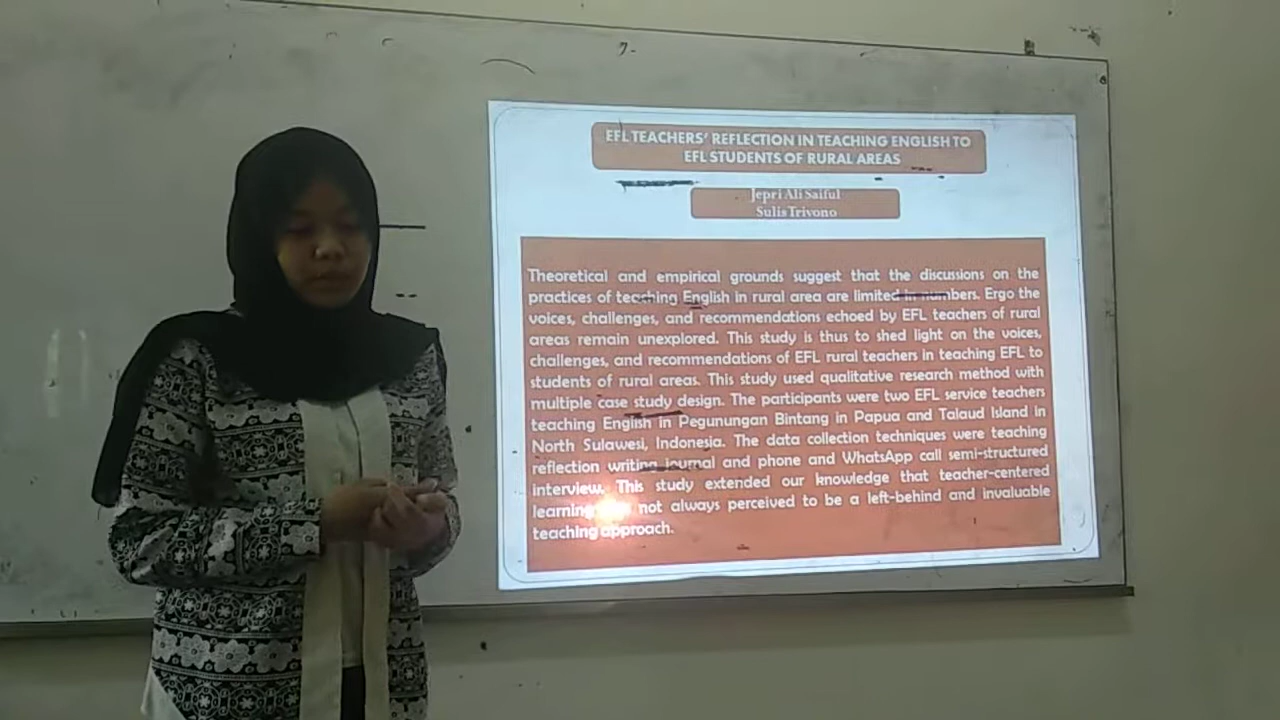 EFL TEACHERS' REFLECTION IN TEACHING ENGLISH TO
EFL STUDENTS OF RURAL AREAS
Jepri Ali Saiful
Sulis Triyono
Theoretical and empirical grounds suggest that the discussions on the
practices of teaching English in rural area are limited in numbers. Ergo the
voices, challenges, and recommendations echoed by EFL teachers of rural
areas remain unexplored. This study is thus to shed light on the voices,
challenges, and recommendations of EFL rural teachers in teaching EFL to
students of rural areas. This study used qualitative research method with
multiple case study design. The participants were two EFL service teachers
teaching English in Pegunungan Bintang in Papua and Talaud Island in
North Sulawesi, Indonesia. The data collection techniques were teaching
reflection writing journal and phone and WhatsApp call semi-structured
interview. This study extended our knowledge that teacher-centered
learning not always perceived to be a left-behind and invaluable
teaching approach.